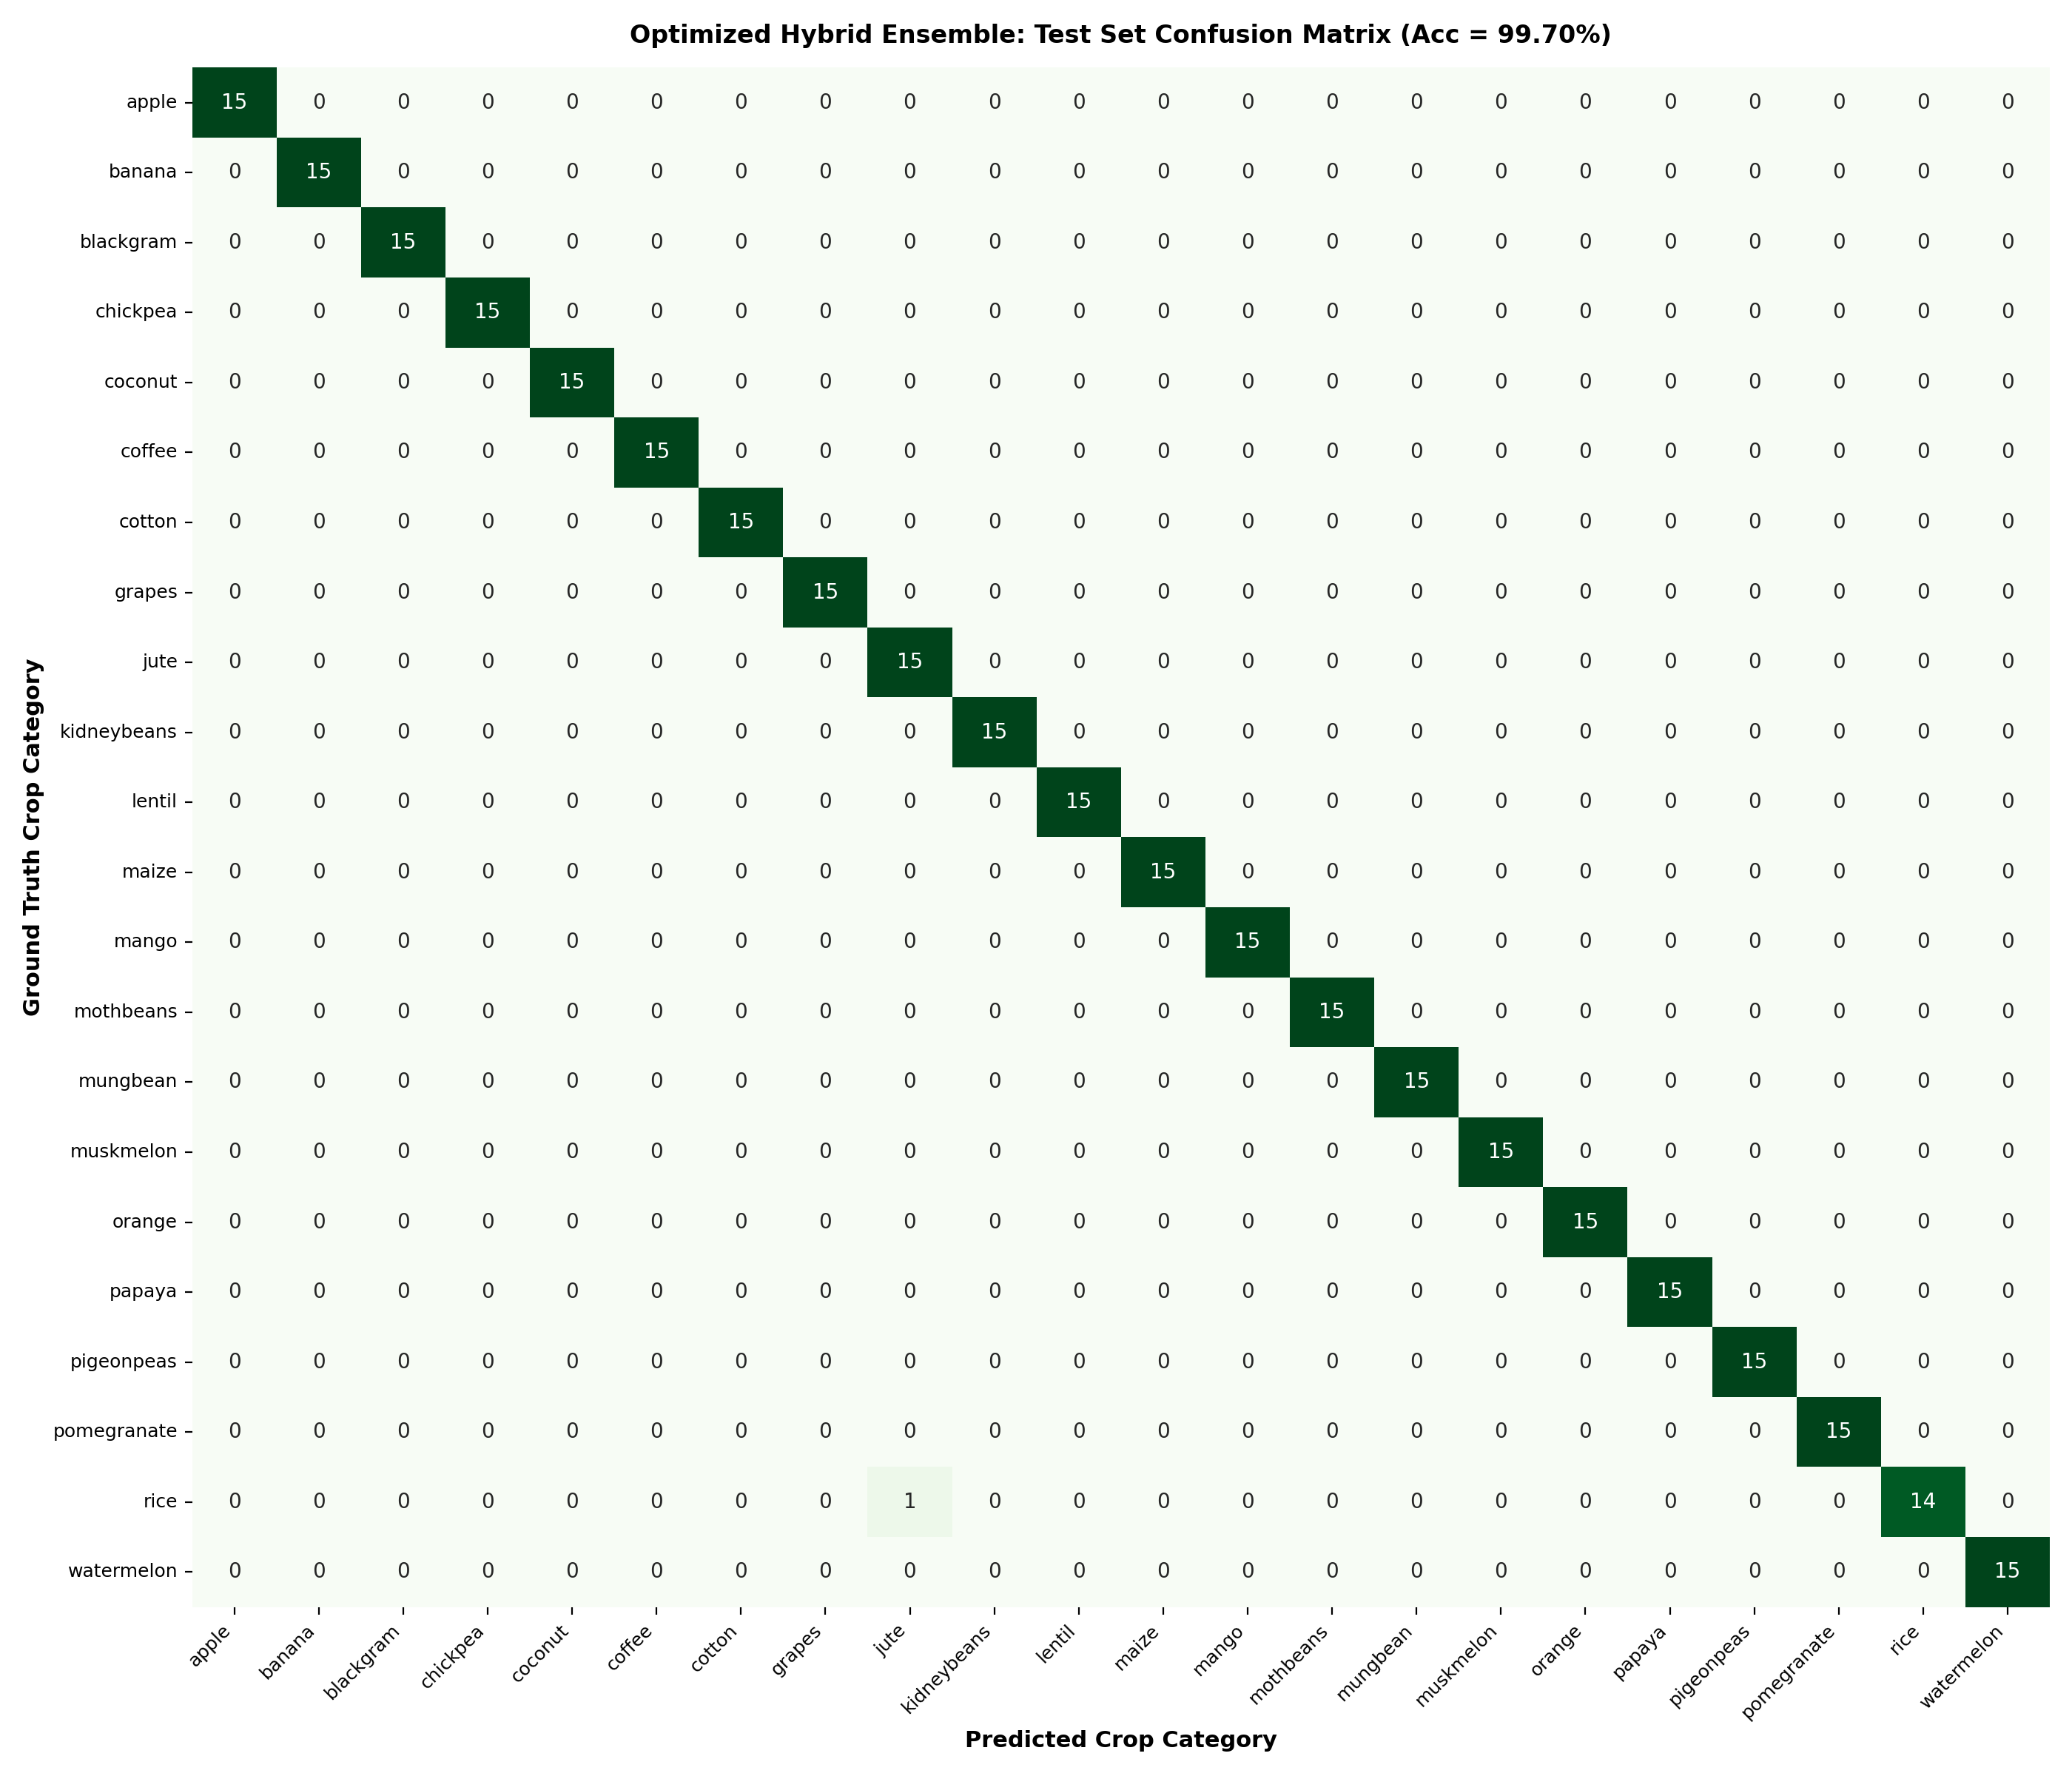 Optimized Hybrid Ensemble: Test Set Confusion Matrix (Acc = 99.70%)
Ground Truth Crop Category
apple 15 0 0 0 0 0 0 0 0 0 0 0 0 0 0 0 0 0 0 0 0 0
banana 0 15 0 0 0 0 0 0 0 0 0 0 0 0 0 0 0 0 0 0 0 0
blackgram 0 0 15 0 0 0 0 0 0 0 0 0 0 0 0 0 0 0 0 0 0 0
chickpea 0 0 0 15 0 0 0 0 0 0 0 0 0 0 0 0 0 0 0 0 0 0
coconut 0 0 0 0 15 0 0 0 0 0 0 0 0 0 0 0 0 0 0 0 0 0
coffee 0 0 0 0 0 15 0 0 0 0 0 0 0 0 0 0 0 0 0 0 0 0
cotton 0 0 0 0 0 0 15 0 0 0 0 0 0 0 0 0 0 0 0 0 0 0
grapes 0 0 0 0 0 0 0 15 0 0 0 0 0 0 0 0 0 0 0 0 0 0
jute 0 0 0 0 0 0 0 0 15 0 0 0 0 0 0 0 0 0 0 0 0 0
kidneybeans 0 0 0 0 0 0 0 0 0 15 0 0 0 0 0 0 0 0 0 0 0 0
lentil 0 0 0 0 0 0 0 0 0 0 15 0 0 0 0 0 0 0 0 0 0 0
maize 0 0 0 0 0 0 0 0 0 0 0 15 0 0 0 0 0 0 0 0 0 0
mango 0 0 0 0 0 0 0 0 0 0 0 0 15 0 0 0 0 0 0 0 0 0
mothbeans 0 0 0 0 0 0 0 0 0 0 0 0 0 15 0 0 0 0 0 0 0 0
mungbean 0 0 0 0 0 0 0 0 0 0 0 0 0 0 15 0 0 0 0 0 0 0
muskmelon 0 0 0 0 0 0 0 0 0 0 0 0 0 0 0 15 0 0 0 0 0 0
orange 0 0 0 0 0 0 0 0 0 0 0 0 0 0 0 0 15 0 0 0 0 0
papaya 0 0 0 0 0 0 0 0 0 0 0 0 0 0 0 0 0 15 0 0 0 0
pigeonpeas 0 0 0 0 0 0 0 0 0 0 0 0 0 0 0 0 0 0 15 0 0 0
pomegranate 0 0 0 0 0 0 0 0 0 0 0 0 0 0 0 0 0 0 0 15 0 0
rice 0 0 0 0 0 0 0 0 1 0 0 0 0 0 0 0 0 0 0 0 14 0
watermelon 0 0 0 0 0 0 0 0 0 0 0 0 0 0 0 0 0 0 0 0 0 15
apple banana blackgram chickpea coconut coffee cotton grapes jute kidneybeans lentil maize mango mothbeans mungbean muskmelon orange papaya pigeonpeas pomegranate rice watermelon
Predicted Crop Category